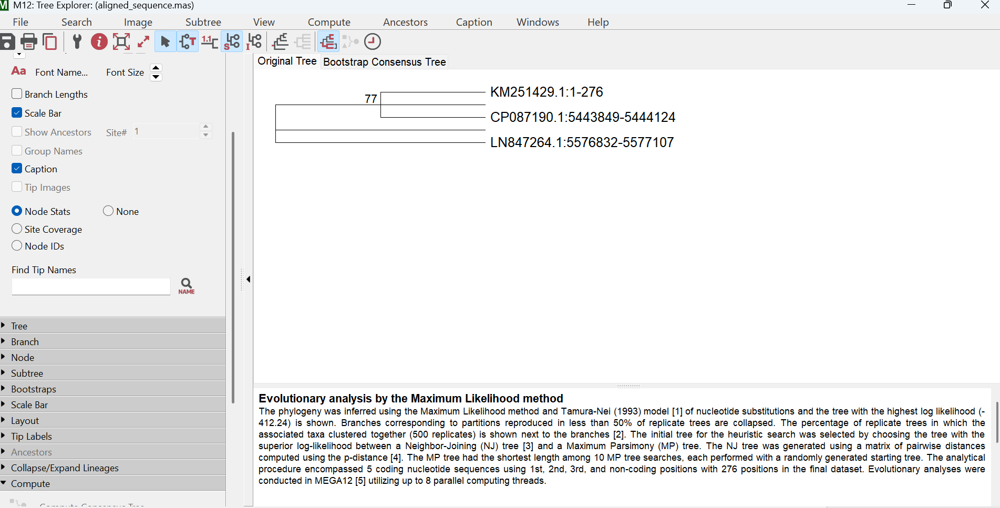 M12: Tree Explorer: (aligned_sequence.mas)
File Search Image Subtree View Compute Ancestors Caption Windows Help
Original Tree Bootstrap Consensus Tree
Aa Font Name... Font Size
Branch Lengths
Scale Bar
Show Ancestors Site# 1
Group Names
Caption
Tip Images
Node Stats None
Site Coverage
Node IDs
Find Tip Names
NAME
Tree
Branch
Node
Subtree
Bootstraps
Scale Bar
Layout
Tip Labels
Ancestors
Collapse/Expand Lineages
Compute
Compute Consensus Tree
77
KM251429.1:1-276
CP087190.1:5443849-5444124
LN847264.1:5576832-5577107
Evolutionary analysis by the Maximum Likelihood method
The phylogeny was inferred using the Maximum Likelihood method and Tamura-Nei (1993) model [1] of nucleotide substitutions and the tree with the highest log likelihood (-
412.24) is shown. Branches corresponding to partitions reproduced in less than 50% of replicate trees are collapsed. The percentage of replicate trees in which the
associated taxa clustered together (500 replicates) is shown next to the branches [2]. The initial tree for the heuristic search was selected by choosing the tree with the
superior log-likelihood between a Neighbor-Joining (NJ) tree [3] and a Maximum Parsimony (MP) tree. The NJ tree was generated using a matrix of pairwise distances
computed using the p-distance [4]. The MP tree had the shortest length among 10 MP tree searches, each performed with a randomly generated starting tree. The analytical
procedure encompassed 5 coding nucleotide sequences using 1st, 2nd, 3rd, and non-coding positions with 276 positions in the final dataset. Evolutionary analyses were
conducted in MEGA12 [5] utilizing up to 8 parallel computing threads.